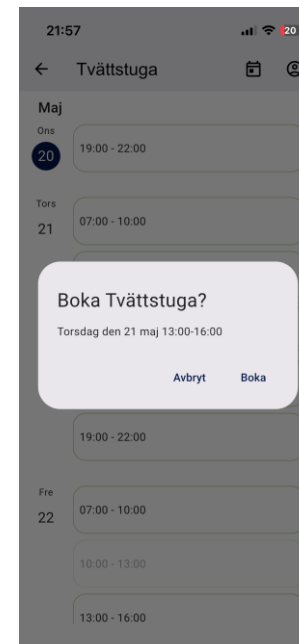 21:57
20
Tvättstuga
Maj
Ons
20
19:00 - 22:00
Tors
21
07:00 - 10:00
Boka Tvättstuga?
Torsdag den 21 maj 13:00-16:00
Avbryt
Boka
19:00 - 22:00
Fre
22
07:00 - 10:00
10:00 - 13:00
13:00 - 16:00